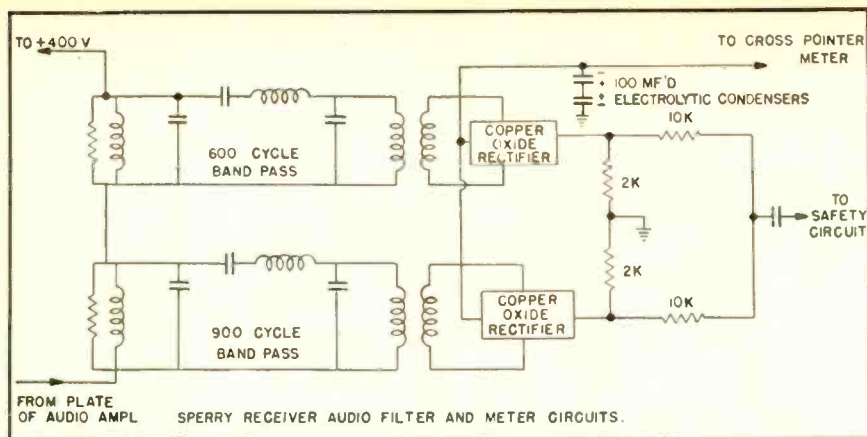 TO +400 V
TO CROSS POINTER
METER
100 MF'D
ELECTROLYTIC CONDENSERS
10K
600 CYCLE
BAND PASS
COPPER
OXIDE
RECTIFIER
2K
TO
SAFETY
CIRCUIT
2K
900 CYCLE
BAND PASS
COPPER
OXIDE
RECTIFIER
10K
FROM PLATE
OF AUDIO AMPL. SPERRY RECEIVER AUDIO FILTER AND METER CIRCUITS.